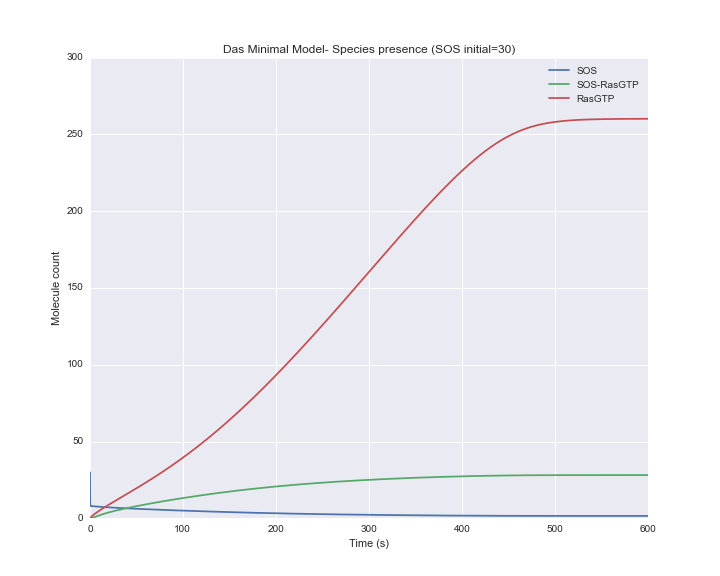 Das Minimal Model- Species presence (SOS initial=30)
SOS
SOS-RasGTP
RasGTP
Molecule count
300
250
200
150
100
50
0
0 100 200 300 400 500 600
Time (s)